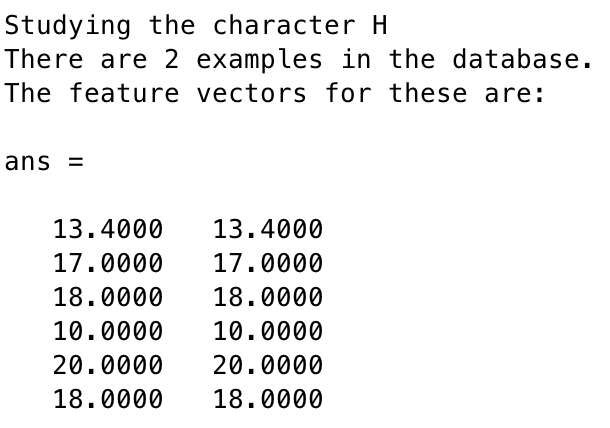 Studying the character H
There are 2 examples in the database.
The feature vectors for these are:
ans =
13.4000   13.4000
17.0000   17.0000
18.0000   18.0000
10.0000   10.0000
20.0000   20.0000
18.0000   18.0000